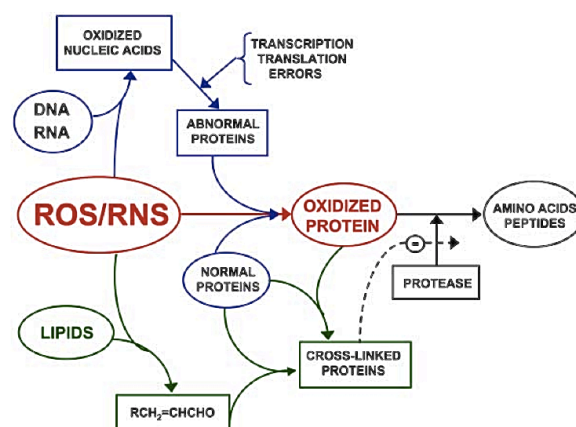 OXIDIZED
NUCLEIC ACIDS
TRANSCRIPTION
TRANSLATION
ERRORS
DNA
RNA
ABNORMAL
PROTEINS
ROS/RNS
OXIDIZED
PROTEIN
AMINO ACIDS
PEPTIDES
NORMAL
PROTEINS
PROTEASE
LIPIDS
CROSS-LINKED
PROTEINS
RCH₂=CHCHO